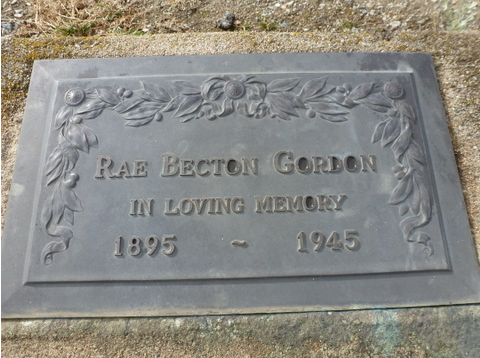 RAE BECTON GORDON
IN LOVING MEMORY
1895 ~ 1945